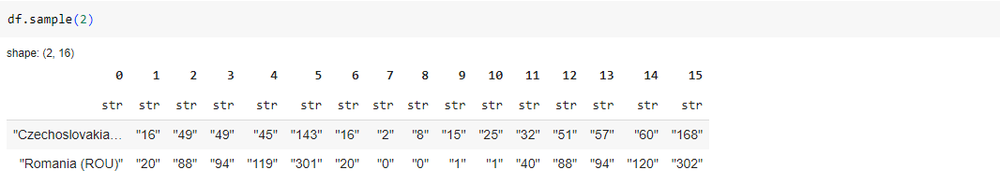 df.sample(2)
shape: (2, 16)
0 1 2 3 4 5 6 7 8 9 10 11 12 13 14 15
str str str str str str str str str str str str str str str str
"Czechoslovakia… "16" "49" "49" "45" "143" "16" "2" "8" "15" "25" "32" "51" "57" "60" "168"
"Romania (ROU)" "20" "88" "94" "119" "301" "20" "0" "0" "1" "1" "40" "88" "94" "120" "302"